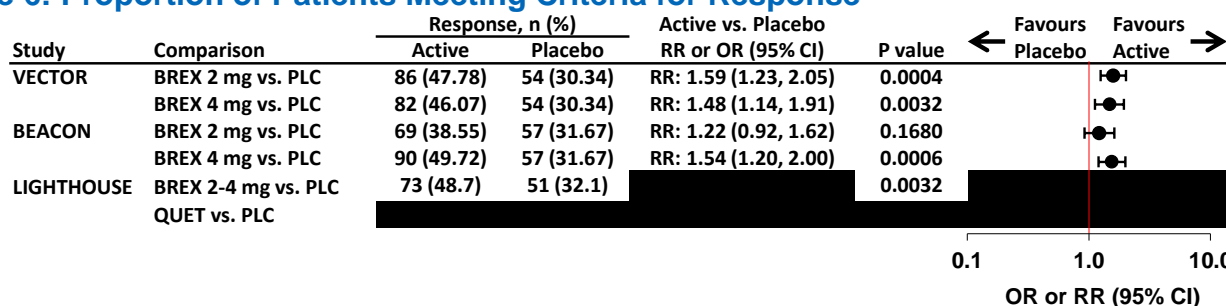 6. Proportion of Patients Meeting Criteria for Response
Response, n (%) Active vs. Placebo Favours Favours
Study Comparison Active Placebo RR or OR (95% CI) P value Placebo Active
VECTOR BREX 2 mg vs. PLC 86 (47.78) 54 (30.34) RR: 1.59 (1.23, 2.05) 0.0004
BREX 4 mg vs. PLC 82 (46.07) 54 (30.34) RR: 1.48 (1.14, 1.91) 0.0032
BEACON BREX 2 mg vs. PLC 69 (38.55) 57 (31.67) RR: 1.22 (0.92, 1.62) 0.1680
BREX 4 mg vs. PLC 90 (49.72) 57 (31.67) RR: 1.54 (1.20, 2.00) 0.0006
LIGHTHOUSE BREX 2-4 mg vs. PLC 73 (48.7) 51 (32.1) 0.0032
QUET vs. PLC
0.1 1.0 10.0
OR or RR (95% CI)